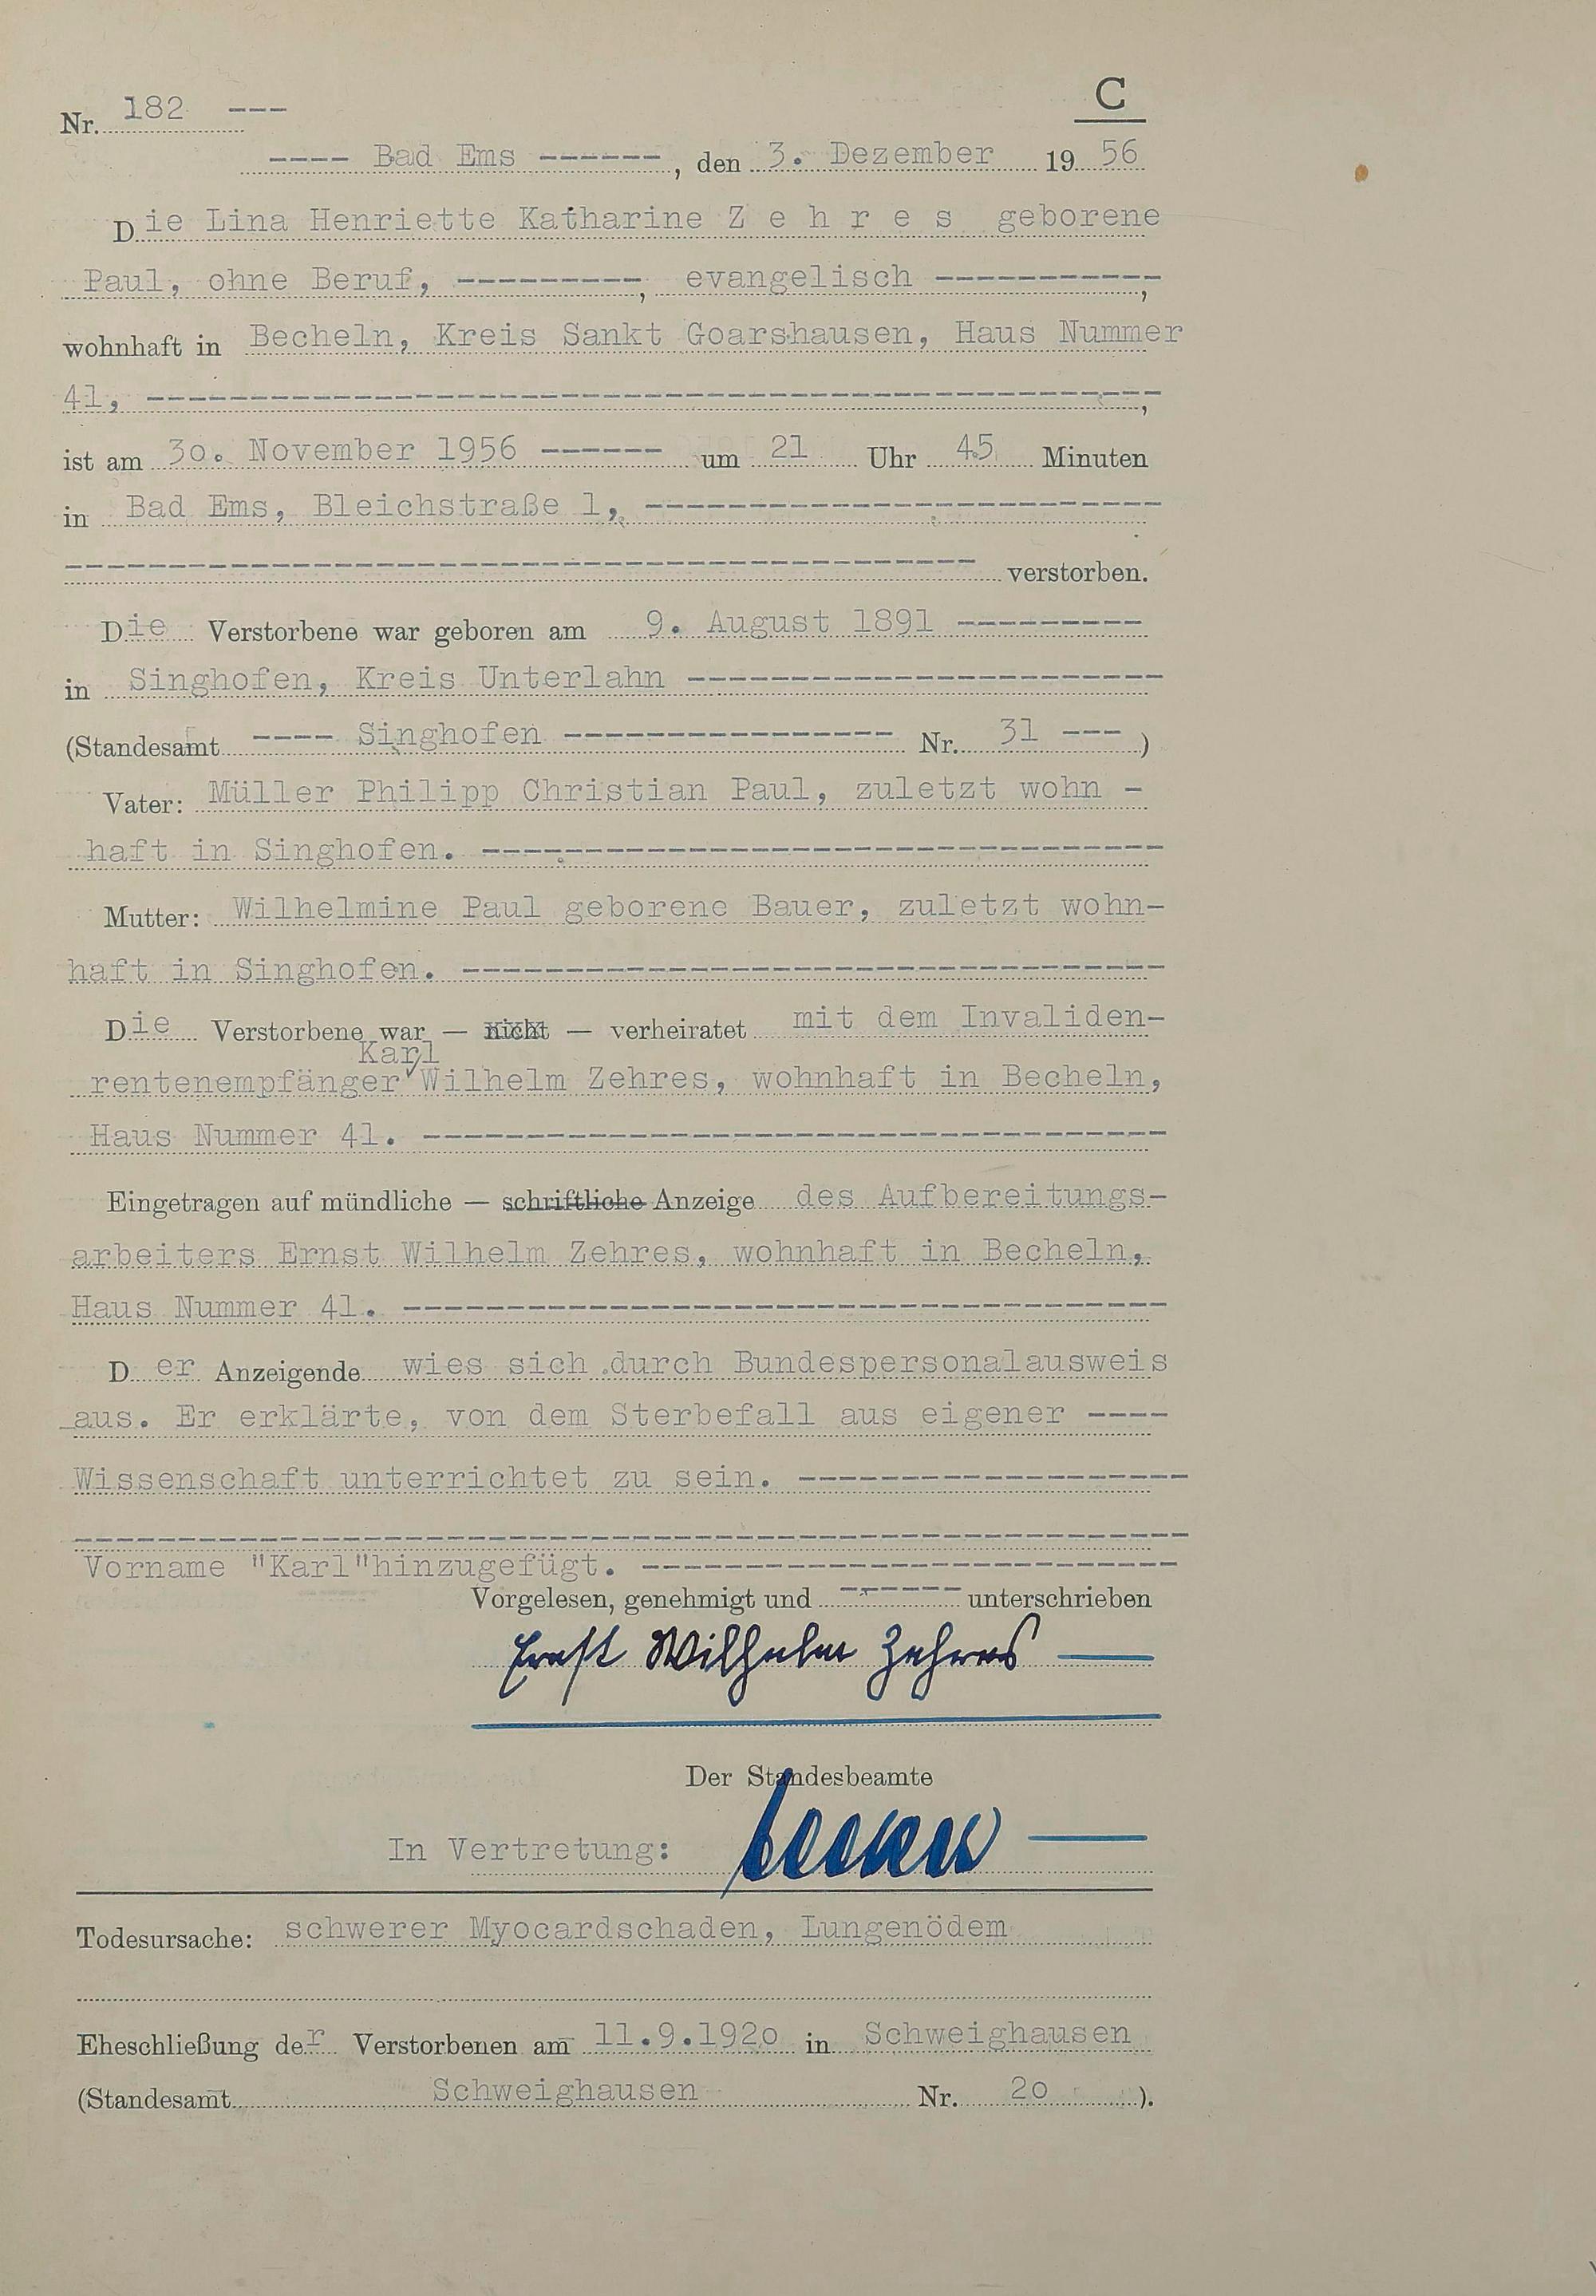 C
Nr. 182 ---
---- Bad Ems ------, den 3. Dezember 19 56
Die Lina Henriette Katharine Z e h r e s geborene
Paul, ohne Beruf, ---------, evangelisch -----------,
wohnhaft in Becheln, Kreis Sankt Goarshausen, Haus Nummer
41, ------------------------------------------------,
ist am 3o. November 1956 ------ um 21 Uhr 45 Minuten
in Bad Ems, Bleichstraße 1, -------------------------
-------------------------------------------- verstorben.
Die Verstorbene war geboren am 9. August 1891 ---------
in Singhofen, Kreis Unterlahn -----------------------
(Standesamt ---- Singhofen ---------------- Nr. 31 --- )
Vater: Müller Philipp Christian Paul, zuletzt wohn -
haft in Singhofen. ---------------------------------
Mutter: Wilhelmine Paul geborene Bauer, zuletzt wohn-
haft in Singhofen. ----------------------------------
Die Verstorbene war — nicht — verheiratet mit dem Invaliden-
Karl
rentenempfänger Wilhelm Zehres, wohnhaft in Becheln,
Haus Nummer 41. ------------------------------------
Eingetragen auf mündliche — schriftliche Anzeige des Aufbereitungs-
arbeiters Ernst Wilhelm Zehres, wohnhaft in Becheln,
Haus Nummer 41. -------------------------------------
D er Anzeigende wies sich durch Bundespersonalausweis
aus. Er erklärte, von dem Sterbefall aus eigener ----
Wissenschaft unterrichtet zu sein. -------------------
------------------------------------------------------
Vorname "Karl"hinzugefügt. --------------------------
Vorgelesen, genehmigt und ------ unterschrieben
Ernst Wilhelm Zehres —
Der Standesbeamte
In Vertretung:
Todesursache: schwerer Myocardschaden, Lungenödem
Eheschließung der Verstorbenen am 11.9.192o in Schweighausen
(Standesamt Schweighausen Nr. 2o ).